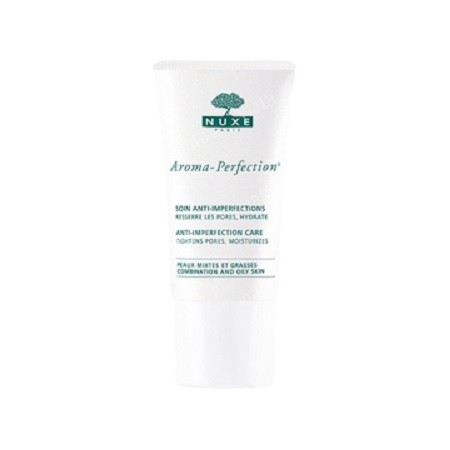 NUXE
PARIS
Aroma-Perfection®
SOIN ANTI-IMPERFECTIONS
RESSERRE LES PORES, HYDRATE
ANTI-IMPERFECTION CARE
TIGHTENS PORES, MOISTURIZES
PEAUX MIXTES ET GRASSES
COMBINATION AND OILY SKIN